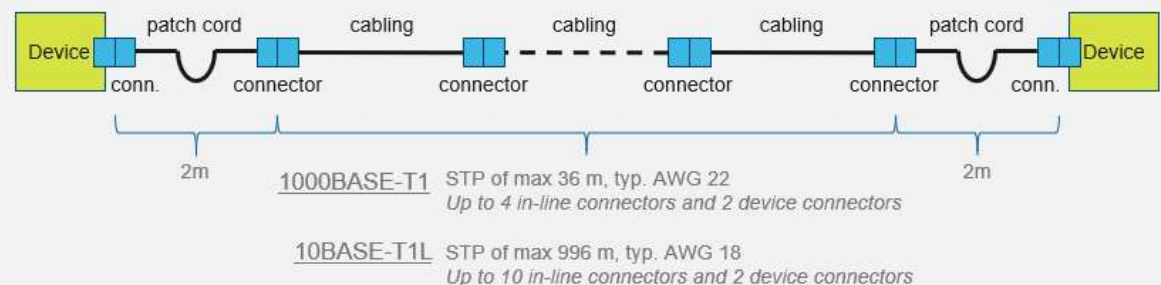 patch cord cabling cabling cabling patch cord
Device Device
conn. connector connector connector connector conn.
2m 2m
1000BASE-T1 STP of max 36 m, typ. AWG 22
Up to 4 in-line connectors and 2 device connectors
10BASE-T1L STP of max 996 m, typ. AWG 18
Up to 10 in-line connectors and 2 device connectors